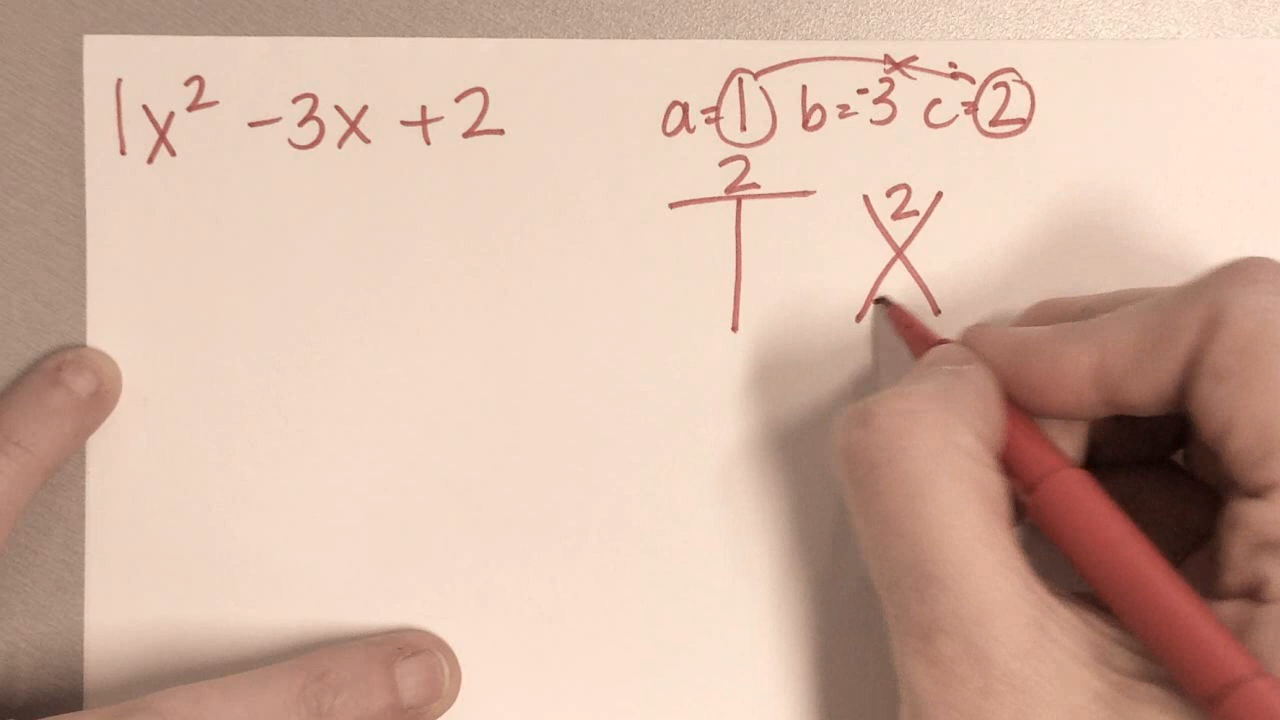 1x² -3x +2
a=1 b=-3 c=2
×
2
2